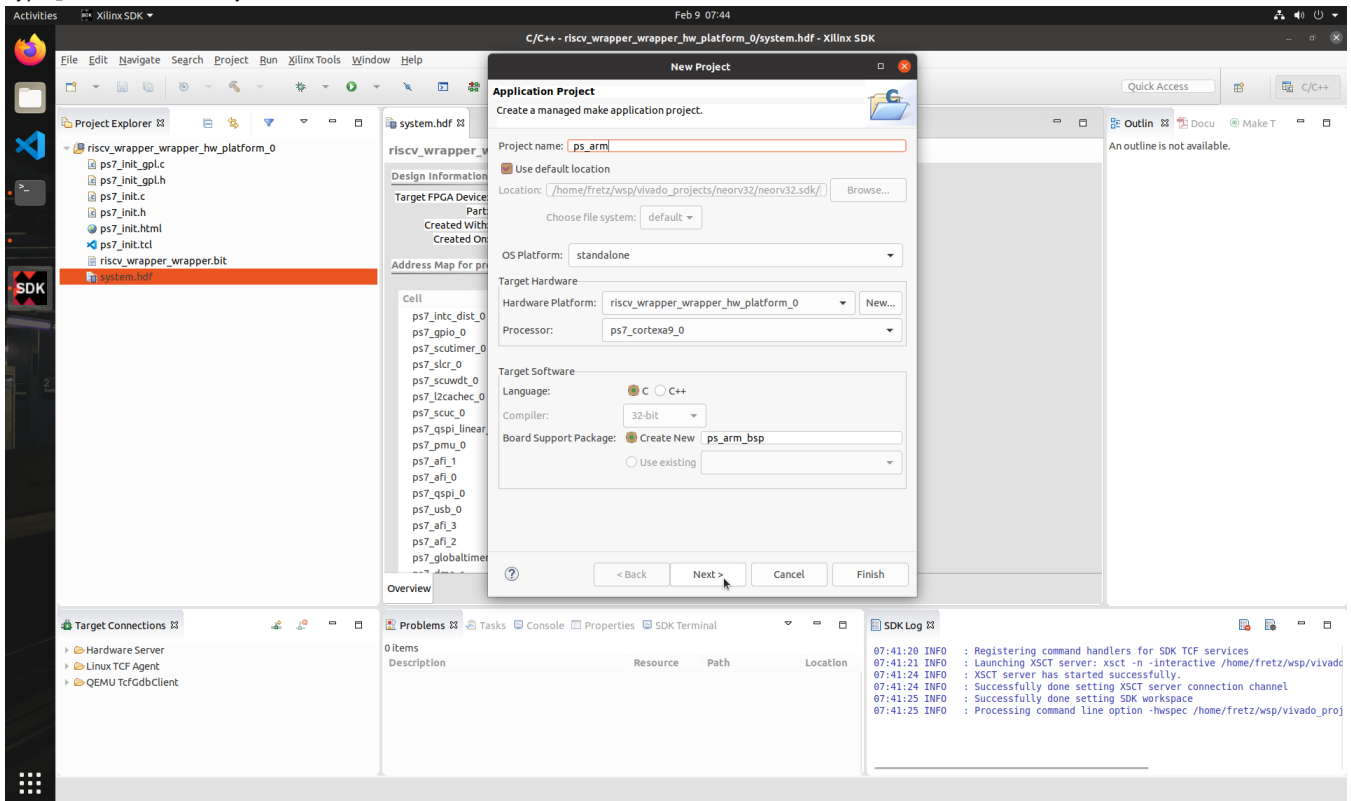 Activities
Xilinx SDK
Feb 9 07:44
C/C++ - riscv_wrapper_wrapper_hw_platform_0/system.hdf - Xilinx SDK
File Edit Navigate Search Project Run Xilinx Tools Window Help
Quick Access
C/C++
Project Explorer
riscv_wrapper_wrapper_hw_platform_0
ps7_init_gpl.c
ps7_init_gpl.h
ps7_init.c
ps7_init.h
ps7_init.html
ps7_init.tcl
riscv_wrapper_wrapper.bit
system.hdf
SDK
2
system.hdf
riscv_wrapper_w
Design Information
Target FPGA Device:
Part:
Created With:
Created On:
Address Map for pr
Cell
ps7_intc_dist_0
ps7_gpio_0
ps7_scutimer_0
ps7_slcr_0
ps7_scuwdt_0
ps7_l2cachec_0
ps7_scuc_0
ps7_qspi_linear_
ps7_pmu_0
ps7_afi_1
ps7_afi_0
ps7_qspi_0
ps7_usb_0
ps7_afi_3
ps7_afi_2
ps7_globaltimer
Overview
New Project
Application Project
Create a managed make application project.
Project name: ps_arm
Use default location
Location: /home/fretz/wsp/vivado_projects/neorv32/neorv32.sdk/
Browse...
Choose file system: default
OS Platform: standalone
Target Hardware
Hardware Platform: riscv_wrapper_wrapper_hw_platform_0 New...
Processor: ps7_cortexa9_0
Target Software
Language: C C++
Compiler: 32-bit
Board Support Package: Create New ps_arm_bsp
Use existing
< Back Next > Cancel Finish
Outlin Docu Make T
An outline is not available.
Target Connections
Hardware Server
Linux TCF Agent
QEMU TcfGdbClient
Problems Tasks Console Properties SDK Terminal
0 items
Description Resource Path Location
SDK Log
07:41:20 INFO : Registering command handlers for SDK TCF services
07:41:21 INFO : Launching XSCT server: xsct -n -interactive /home/fretz/wsp/vivado
07:41:24 INFO : XSCT server has started successfully.
07:41:24 INFO : Successfully done setting XSCT server connection channel
07:41:25 INFO : Successfully done setting SDK workspace
07:41:25 INFO : Processing command line option -hwspec /home/fretz/wsp/vivado_proj